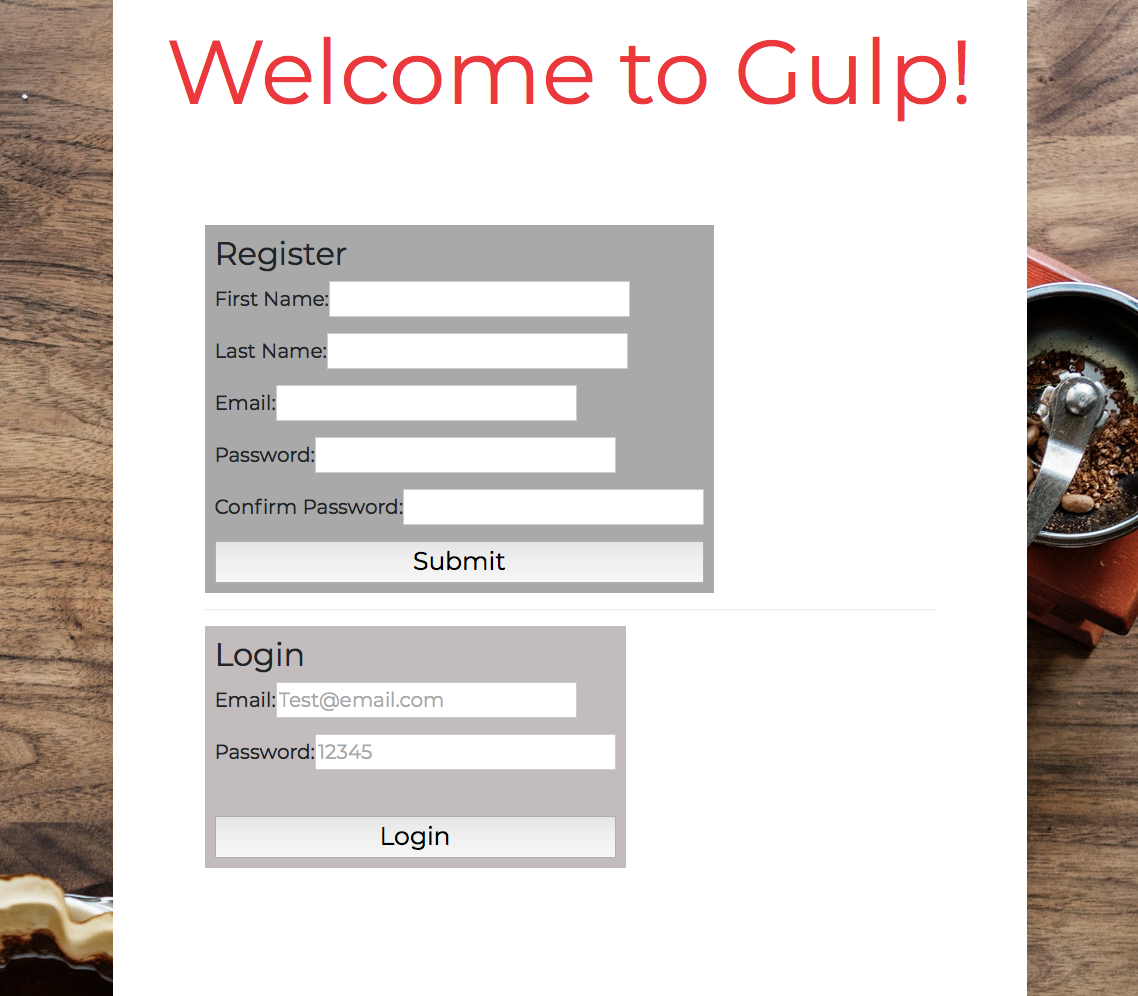 Welcome to Gulp!
Register
First Name:
Last Name:
Email:
Password:
Confirm Password:
Submit
Login
Email:Test@email.com
Password:12345
Login